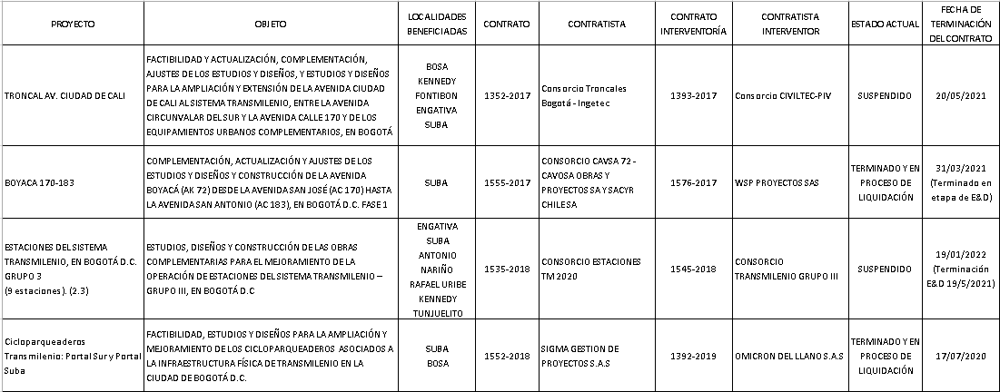 PROYECTO
OBJETO
LOCALIDADES
BENEFICIADAS
CONTRATO
CONTRATISTA
CONTRATO
INTERVENTORÍA
CONTRATISTA
INTERVENTOR
ESTADO ACTUAL
FECHA DE
TERMINACIÓN
DEL CONTRATO
TRONCAL AV. CIUDAD DE CALI
FACTIBILIDAD Y ACTUALIZACIÓN, COMPLEMENTACIÓN,
AJUSTES DE LOS ESTUDIOS Y DISEÑOS, Y ESTUDIOS Y DISEÑOS
PARA LA AMPLIACIÓN Y EXTENSIÓN DE LA AVENIDA CIUDAD
DE CALI AL SISTEMA TRANSMILENIO, ENTRE LA AVENIDA
CIRCUNVALAR DEL SUR Y LA AVENIDA CALLE 170 Y DE LOS
EQUIPAMIENTOS URBANOS COMPLEMENTARIOS, EN BOGOTÁ
BOSA
KENNEDY
FONTIBON
ENGATIVA
SUBA
1352-2017
Consorcio Troncales
Bogotá - Ingetec
1393-2017
Consorcio CIVILTEC-PIV
SUSPENDIDO
20/05/2021
BOYACA 170-183
COMPLEMENTACIÓN, ACTUALIZACIÓN Y AJUSTES DE LOS
ESTUDIOS Y DISEÑOS Y CONSTRUCCIÓN DE LA AVENIDA
BOYACÁ (AK 72) DESDE LA AVENIDA SAN JOSÉ (AC 170) HASTA
LA AVENIDA SAN ANTONIO (AC 183), EN BOGOTÁ D.C. FASE 1
SUBA
1555-2017
CONSORCIO CAVSA 72 -
CAVOSA OBRAS Y
PROYECTOS SA Y SACYR
CHILE SA
1576-2017
WSP PROYECTOS SAS
TERMINADO Y EN
PROCESO DE
LIQUIDACIÓN
31/03/2021
(Terminado en
etapa de E&D)
ESTACIONES DEL SISTEMA
TRANSMILENIO, EN BOGOTÁ D.C.
GRUPO 3
(9 estaciones). (2.3)
ESTUDIOS, DISEÑOS Y CONSTRUCCIÓN DE LAS OBRAS
COMPLEMENTARIAS PARA EL MEJORAMIENTO DE LA
OPERACIÓN DE ESTACIONES DEL SISTEMA TRANSMILENIO –
GRUPO III, EN BOGOTÁ D.C
ENGATIVA
SUBA
ANTONIO
NARIÑO
RAFAEL URIBE
KENNEDY
TUNJUELITO
1535-2018
CONSORCIO ESTACIONES
TM 2020
1545-2018
CONSORCIO
TRANSMILENIO GRUPO III
SUSPENDIDO
19/01/2022
(Terminación
E&D 19/5/2021)
Cicloparqueaderos
Transmilenio: Portal Sur y Portal
Suba
FACTIBILIDAD, ESTUDIOS Y DISEÑOS PARA LA AMPLIACIÓN Y
MEJORAMIENTO DE LOS CICLOPARQUEADEROS ASOCIADOS A
LA INFRAESTRUCTURA FÍSICA DE TRANSMILENIO EN LA
CIUDAD DE BOGOTÁ D.C.
SUBA
BOSA
1552-2018
SIGMA GESTION DE
PROYECTOS S.A.S
1392-2019
OMICRON DEL LLANO S.A.S
TERMINADO Y EN
PROCESO DE
LIQUIDACIÓN
17/07/2020